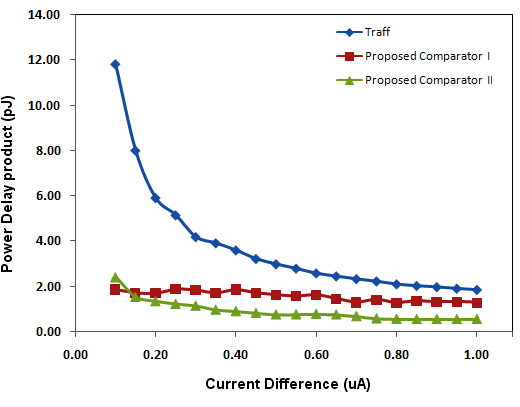 14.00
12.00
10.00
8.00
6.00
4.00
2.00
0.00
Power Delay product (pJ)
Traff
Proposed Comparator I
Proposed Comparator II
0.00 0.20 0.40 0.60 0.80 1.00
Current Difference (uA)